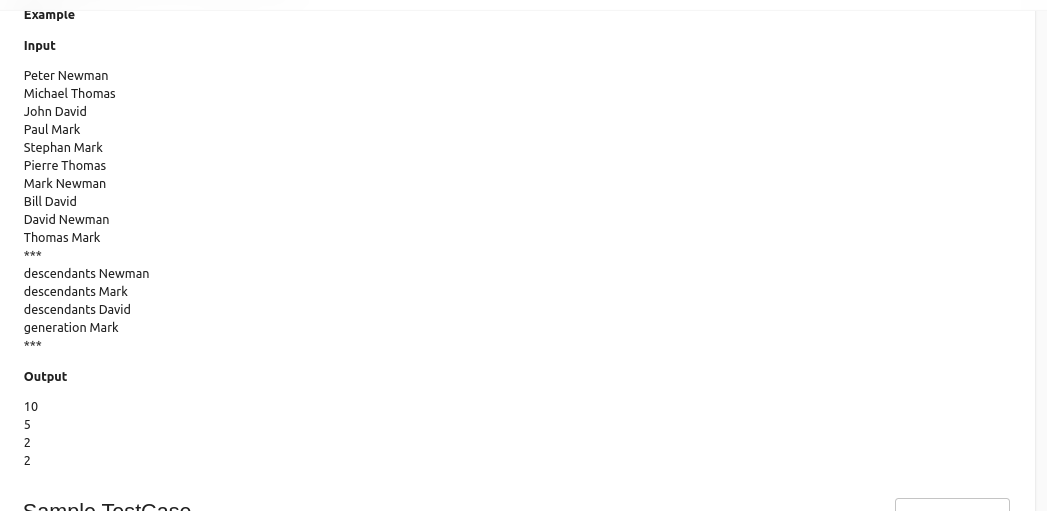 Example
Input
Peter Newman
Michael Thomas
John David
Paul Mark
Stephan Mark
Pierre Thomas
Mark Newman
Bill David
David Newman
Thomas Mark
***
descendants Newman
descendants Mark
descendants David
generation Mark
***
Output
10
5
2
2
Sample TestCase